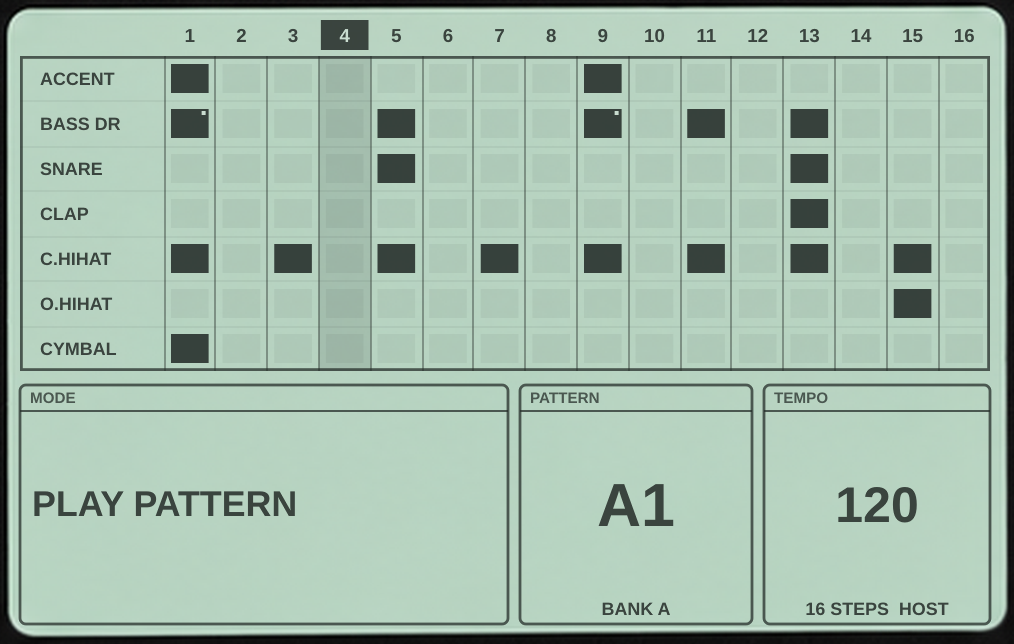 1 2 3 4 5 6 7 8 9 10 11 12 13 14 15 16
ACCENT
BASS DR
SNARE
CLAP
C.HIHAT
O.HIHAT
CYMBAL
MODE
PLAY PATTERN
PATTERN
A1
BANK A
TEMPO
120
16 STEPS HOST